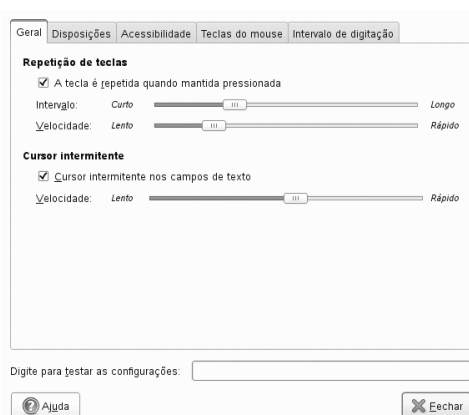 Geral Disposições Acessibilidade Teclas do mouse Intervalo de digitação
Repetição de teclas
A tecla é repetida quando mantida pressionada
Intervalo: Curto Longo
Velocidade: Lento Rápido
Cursor intermitente
Cursor intermitente nos campos de texto
Velocidade: Lento Rápido
Digite para testar as configurações:
Ajuda Fechar